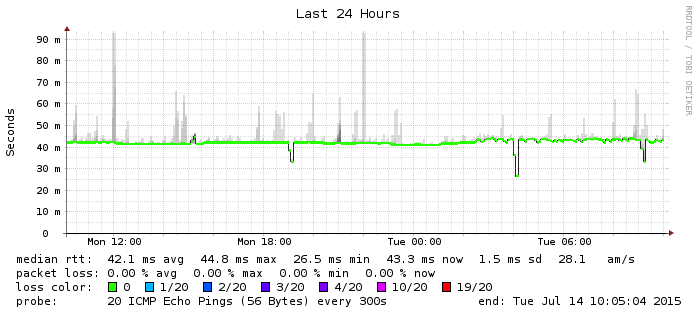 Last 24 Hours
RRDTOOL / TOBI OETIKER
Seconds
90 m
80 m
70 m
60 m
50 m
40 m
30 m
20 m
10 m
0
Mon 12:00 Mon 18:00 Tue 00:00 Tue 06:00
median rtt: 42.1 ms avg 44.8 ms max 26.5 ms min 43.3 ms now 1.5 ms sd 28.1 am/s
packet loss: 0.00 % avg 0.00 % max 0.00 % min 0.00 % now
loss color: 0 1/20 2/20 3/20 4/20 10/20 19/20
probe: 20 ICMP Echo Pings (56 Bytes) every 300s end: Tue Jul 14 10:05:04 2015